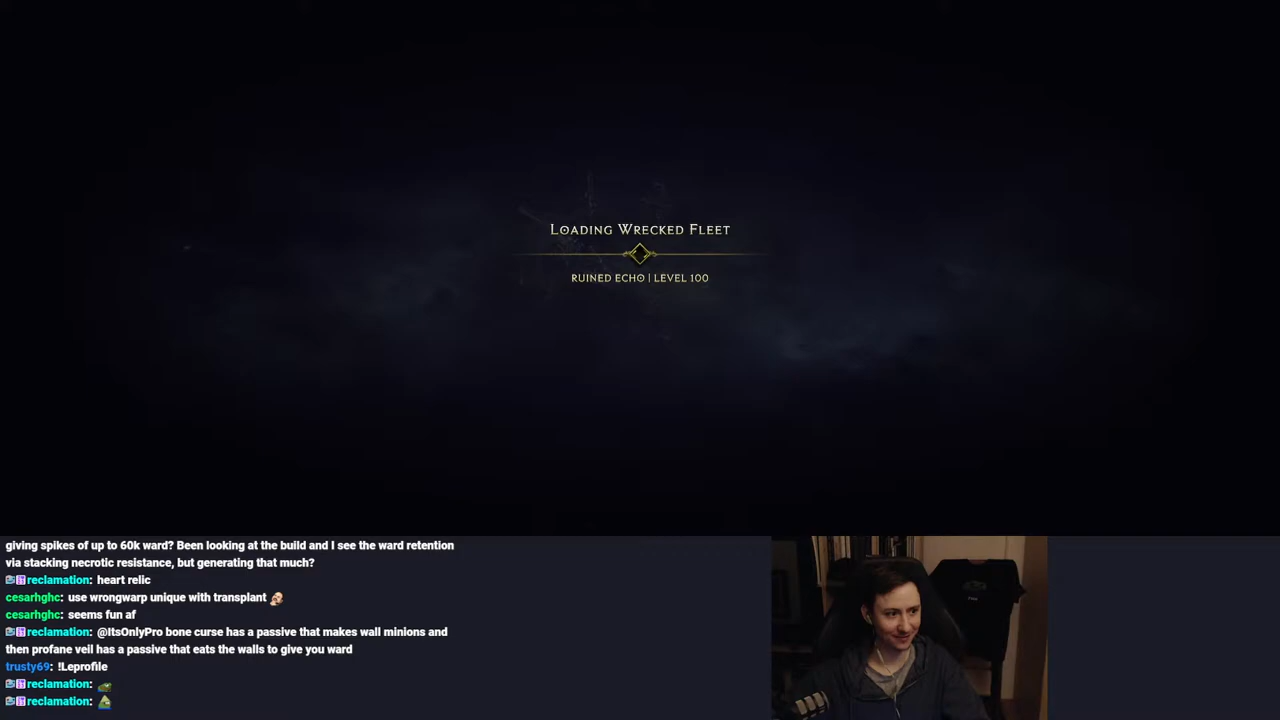 Loading Wrecked Fleet
RUINED ECHO | LEVEL 100
giving spikes of up to 60k ward? Been looking at the build and I see the ward retention
via stacking necrotic resistance, but generating that much?
reclamation: heart relic
cesarhghc: use wrongwarp unique with transplant
cesarhghc: seems fun af
reclamation: @ItsOnlyPro bone curse has a passive that makes wall minions and
then profane veil has a passive that eats the walls to give you ward
trusty69: !Leprofile
reclamation:
reclamation: